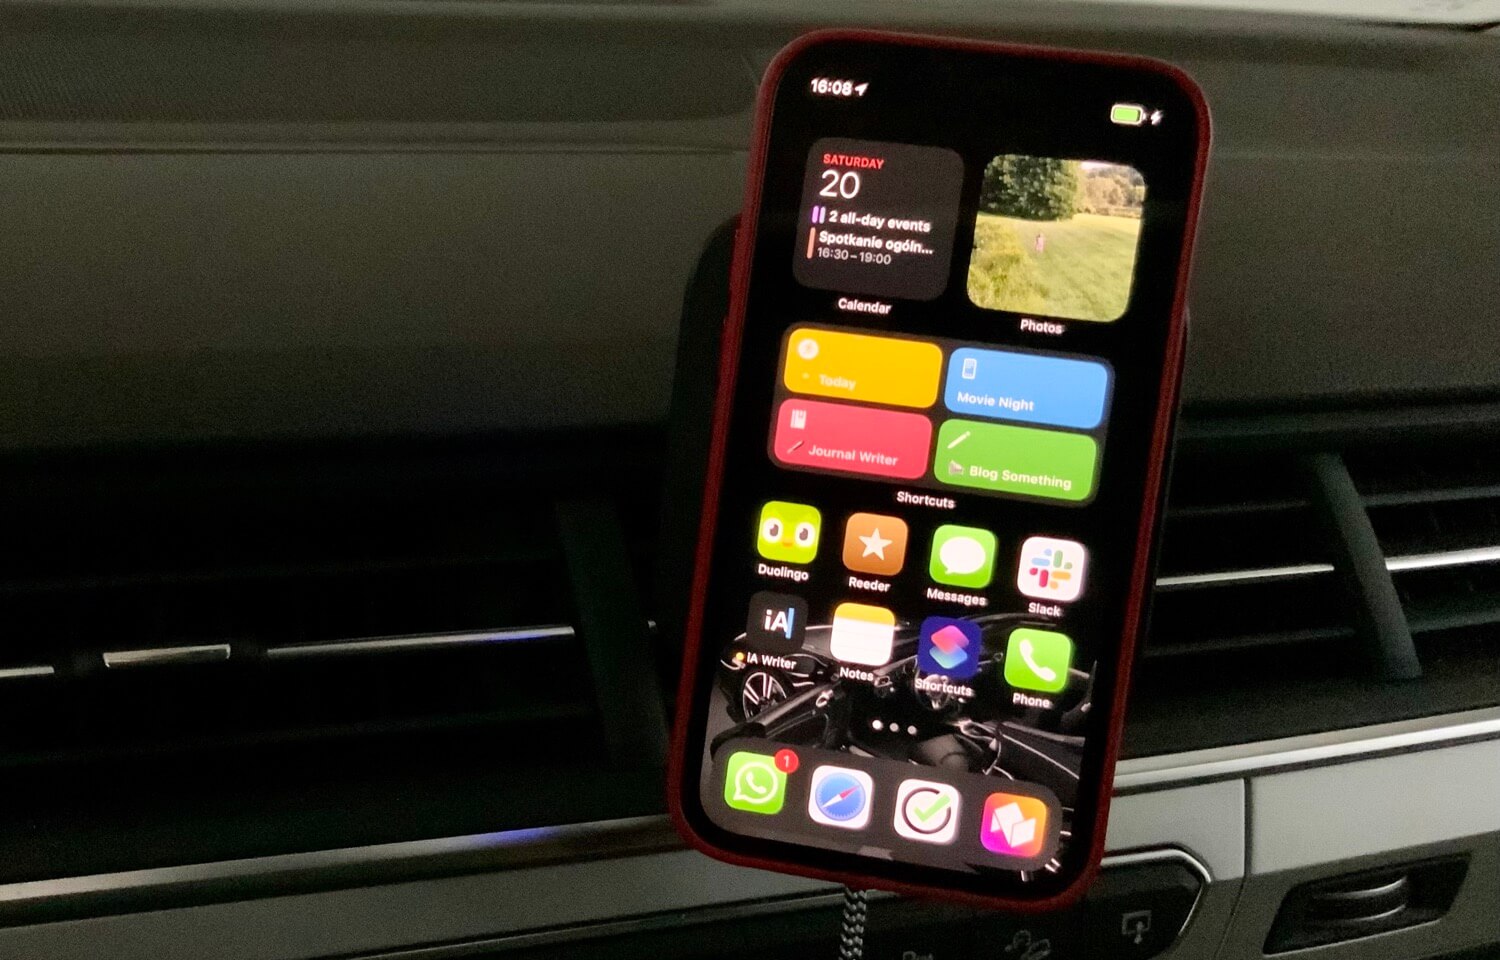 16:08
SATURDAY
20
2 all-day events
Spotkanie ogóln...
16:30 – 19:00
Calendar
Photos
Today
Movie Night
Journal Writer
Blog Something
Shortcuts
Duolingo
Reeder
Messages
Slack
iA
iA Writer
Notes
Shortcuts
Phone
1